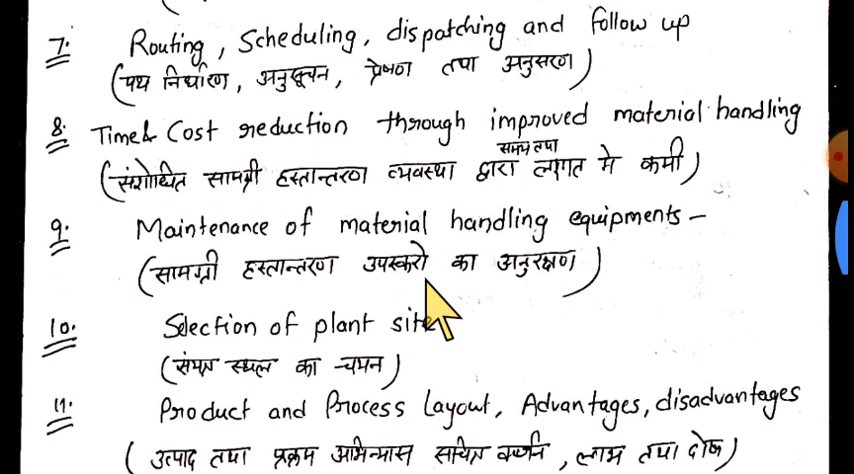 7. Routing, Scheduling, dispatching and follow up
(पथ निर्धारण, अनुसूचन, प्रेषण तथा अनुसरण)
8. Time & Cost reduction through improved material handling
समय तथा
(संशोधित सामग्री हस्तान्तरण व्यवस्था द्वारा लागत मे कमी)
9. Maintenance of material handling equipments -
(सामग्री हस्तान्तरण उपस्करो का अनुरक्षण)
10. Selection of plant site
(संयत्र स्थल का चयन)
11. Product and Process Layout, Advantages, disadvantages
(उत्पाद तथा प्रक्रम अभिन्यास सचित्र वर्णन, लाभ तथा दोष)